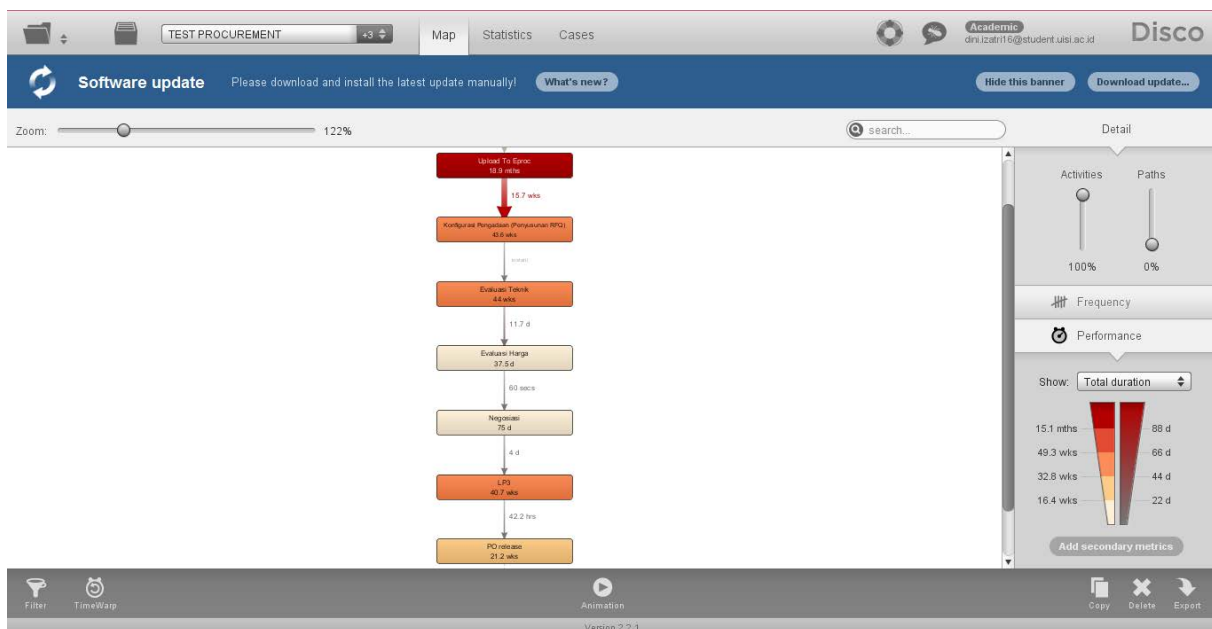 TEST PROCUREMENT
+3
Map
Statistics
Cases
Academic
dini.izatri16@student.uisi.ac.id
Disco
Software update
Please download and install the latest update manually!
What's new?
Hide this banner
Download update...
Zoom:
122%
search...
Detail
Upload To Eproc
18.9 mths
15.7 wks
Konfigurasi Pengadaan (Penyusunan RFQ)
43.6 wks
instant
Evaluasi Teknik
44 wks
11.7 d
Evaluasi Harga
37.5 d
60 secs
Negosiasi
75 d
4 d
LP3
40.7 wks
42.2 hrs
PO release
21.2 wks
Activities
Paths
100%
0%
Frequency
Performance
Show:
Total duration
15.1 mths
88 d
49.3 wks
66 d
32.8 wks
44 d
16.4 wks
22 d
Add secondary metrics
Filter
TimeWarp
Animation
Copy
Delete
Export
Version 2.2.1